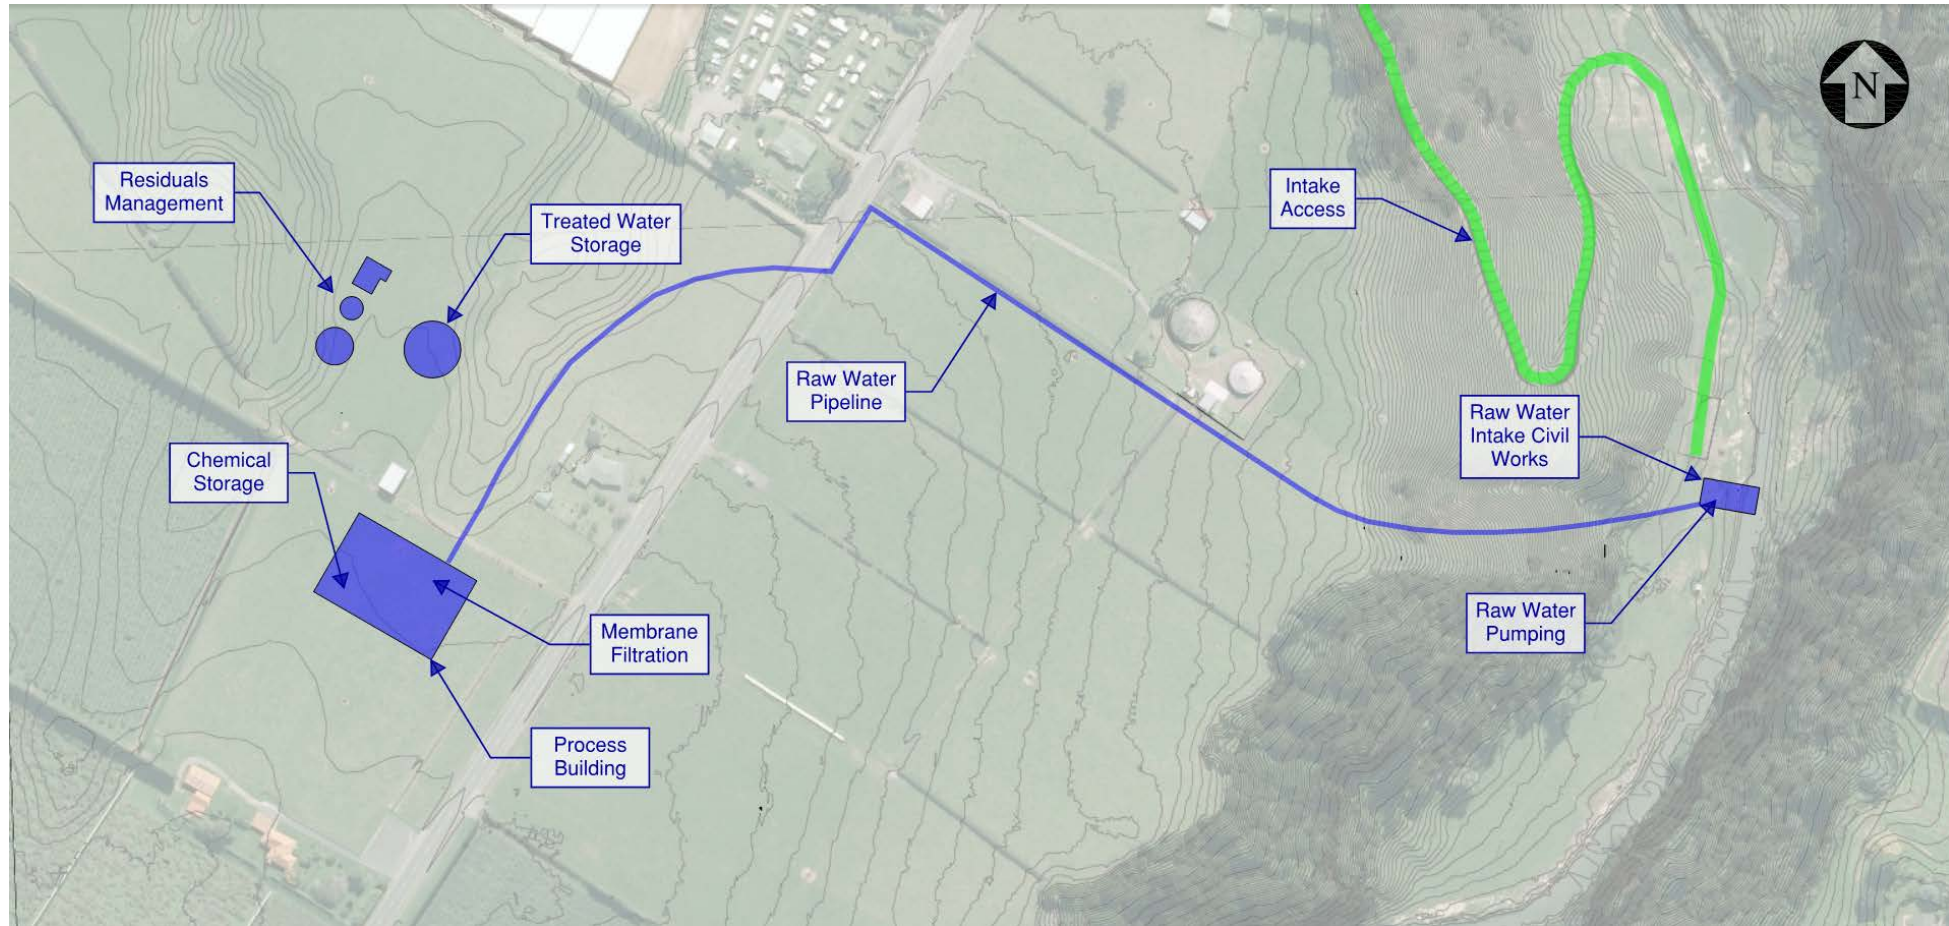 N
Residuals
Management
Treated Water
Storage
Intake
Access
Raw Water
Pipeline
Raw Water
Intake Civil
Works
Chemical
Storage
Membrane
Filtration
Raw Water
Pumping
Process
Building